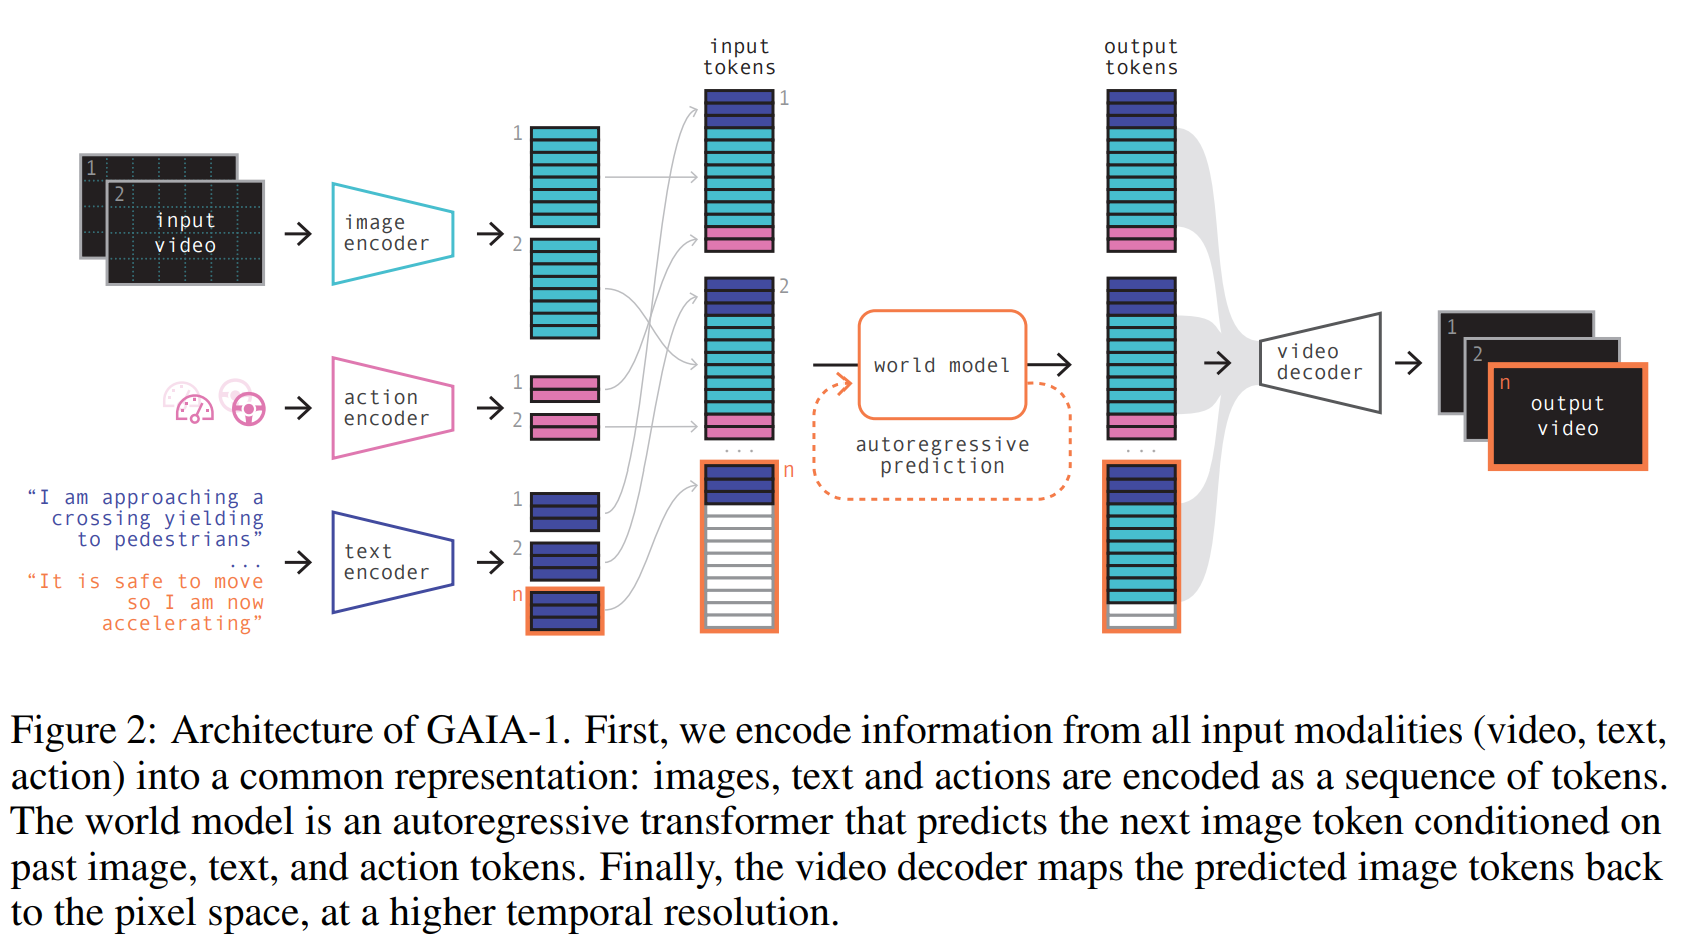 input
tokens
output
tokens
1
1
1
2
input
video
image
encoder
2
2
1
2
input
video
world model
autoregressive
prediction
video
decoder
1
2
n
output
video
action
encoder
1
2
...
...
n
“I am approaching a
crossing yielding
to pedestrians”
...
“It is safe to move
so I am now
accelerating”
text
encoder
1
2
n
Figure 2: Architecture of GAIA-1. First, we encode information from all input modalities (video, text,
action) into a common representation: images, text and actions are encoded as a sequence of tokens.
The world model is an autoregressive transformer that predicts the next image token conditioned on
past image, text, and action tokens. Finally, the video decoder maps the predicted image tokens back
to the pixel space, at a higher temporal resolution.